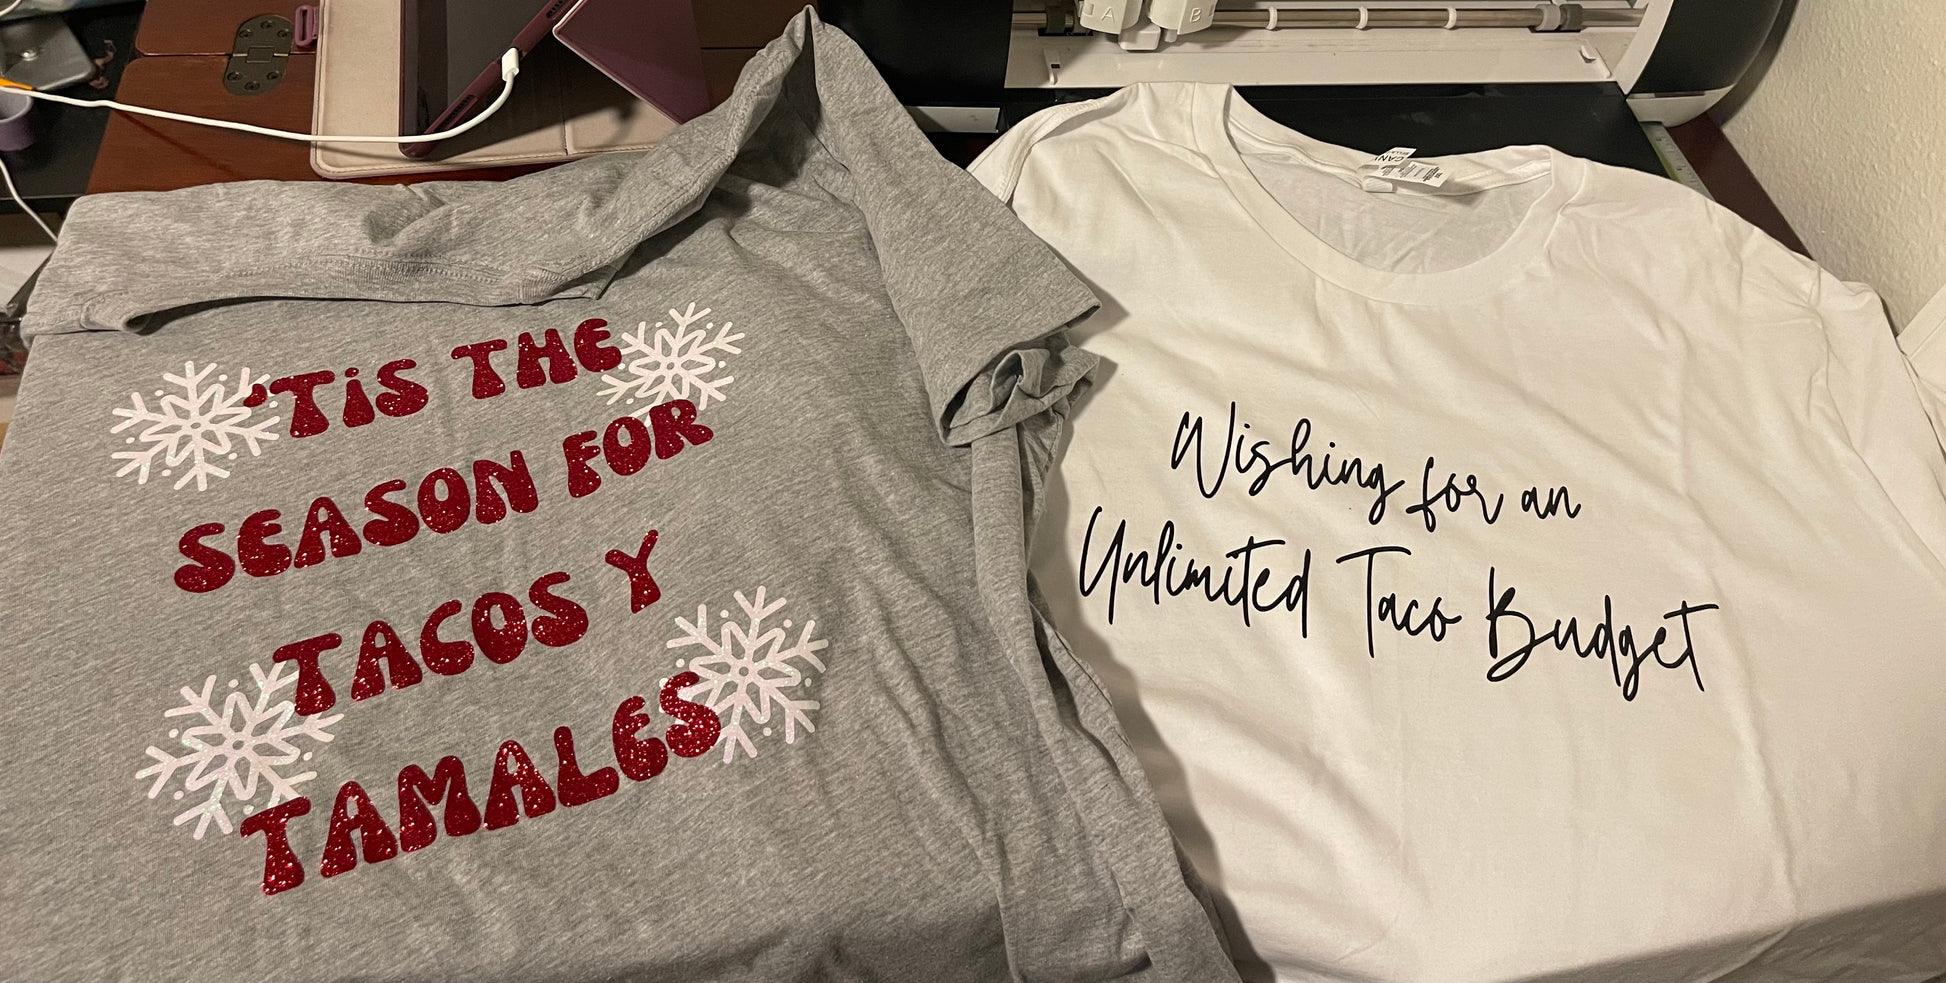 'TiS THE
SEASON FOR
TACOS Y
TAMALES
Wishing for an
Unlimited Taco Budget
A
B